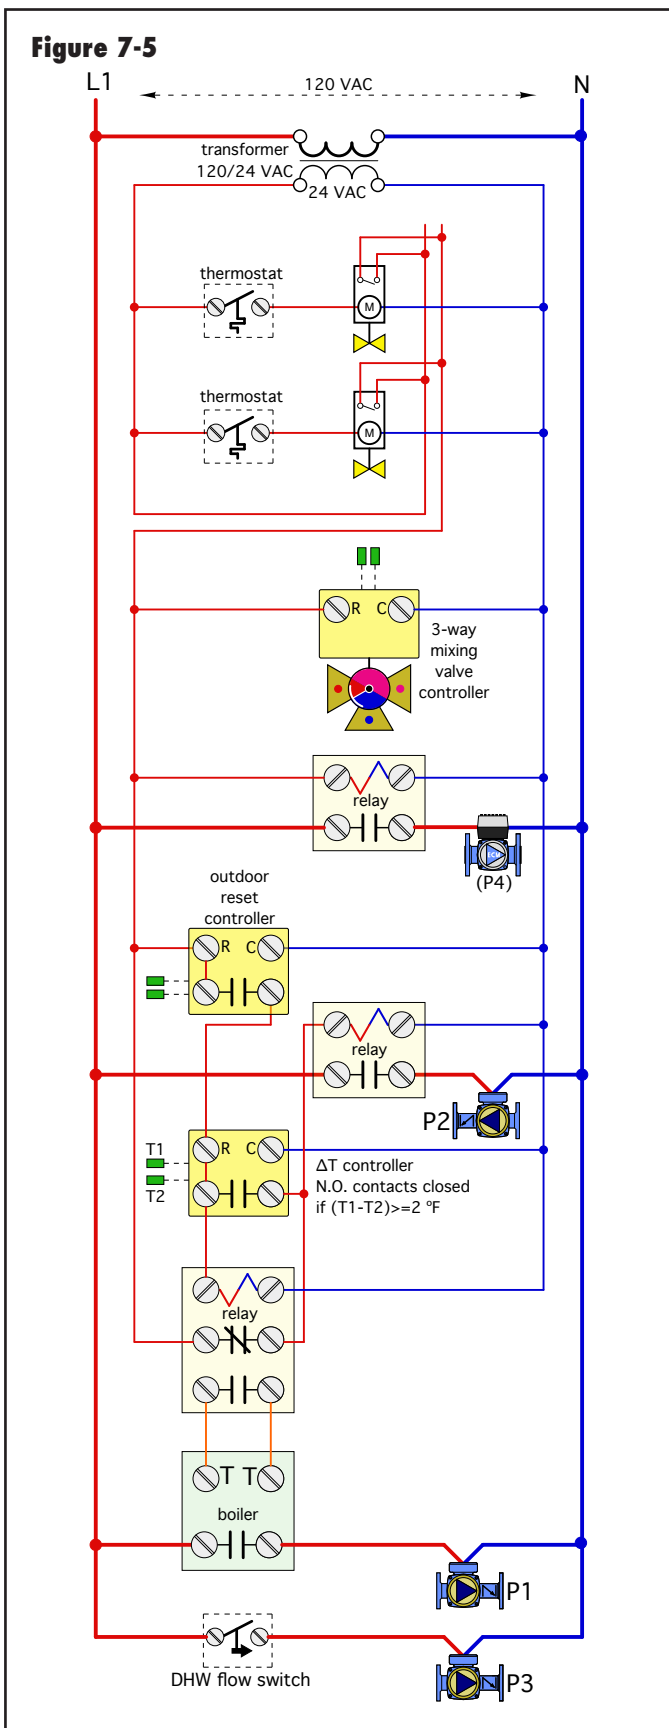 Figure 7-5
L1
120 VAC
N
transformer
120/24 VAC
24 VAC
thermostat
M
thermostat
M
R C
3-way
mixing
valve
controller
relay
(P4)
outdoor
reset
controller
R C
relay
P2
T1
T2
R C
ΔT controller
N.O. contacts closed
if (T1-T2)>=2 ºF
relay
T T
boiler
P1
DHW flow switch
P3